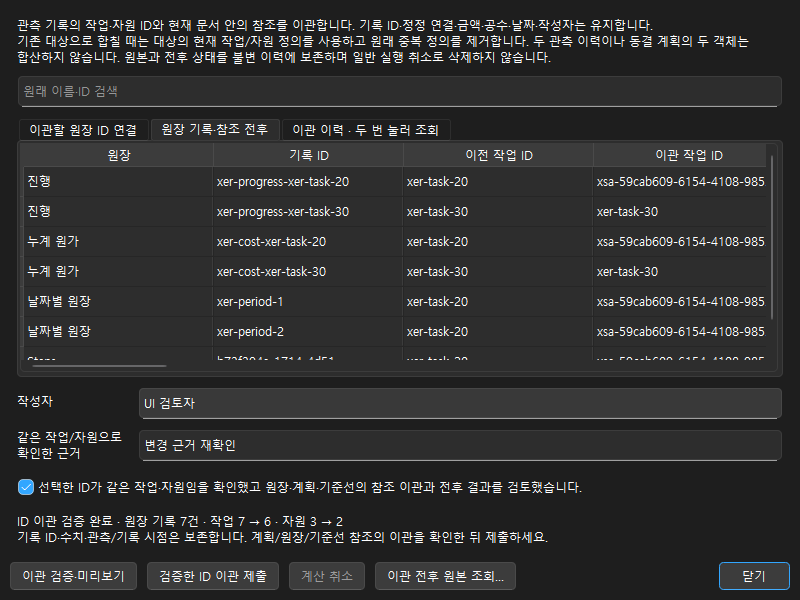 관측 기록의 작업·자원 ID와 현재 문서 안의 참조를 이관합니다. 기록 ID·정정 연결·금액·공수·날짜·작성자는 유지합니다.
기존 대상으로 합칠 때는 대상의 현재 작업/자원 정의를 사용하고 원래 중복 정의를 제거합니다. 두 관측 이력이나 동결 계획의 두 객체는
합산하지 않습니다. 원본과 전후 상태를 불변 이력에 보존하며 일반 실행 취소로 삭제하지 않습니다.
원래 이름·ID 검색
이관할 원장 ID 연결 원장 기록·참조 전후 이관 이력 · 두 번 눌러 조회
원장 기록 ID 이전 작업 ID 이관 작업 ID
진행 xer-progress-xer-task-20 xer-task-20 xsa-59cab609-6154-4108-985
진행 xer-progress-xer-task-30 xer-task-30 xer-task-30
누계 원가 xer-cost-xer-task-20 xer-task-20 xsa-59cab609-6154-4108-985
누계 원가 xer-cost-xer-task-30 xer-task-30 xer-task-30
날짜별 원장 xer-period-1 xer-task-20 xsa-59cab609-6154-4108-985
날짜별 원장 xer-period-2 xer-task-20 xsa-59cab609-6154-4108-985
작성자 UI 검토자
같은 작업/자원으로
확인한 근거 변경 근거 재확인
선택한 ID가 같은 작업·자원임을 확인했고 원장·계획·기준선의 참조 이관과 전후 결과를 검토했습니다.
ID 이관 검증 완료 · 원장 기록 7건 · 작업 7 → 6 · 자원 3 → 2
기록 ID·수치·관측/기록 시점은 보존합니다. 계획/원장/기준선 참조의 이관을 확인한 뒤 제출하세요.
이관 검증·미리보기 검증한 ID 이관 제출 계산 취소 이관 전후 원본 조회... 닫기